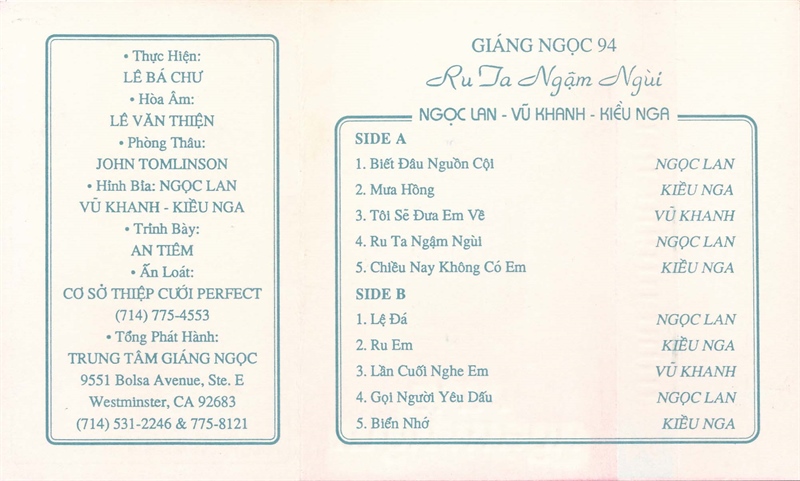 • Thực Hiện:
LÊ BÁ CHƯ
• Hòa Âm:
LÊ VĂN THIỆN
• Phòng Thâu:
JOHN TOMLINSON
• Hình Bìa: NGỌC LAN
VŨ KHANH - KIỀU NGA
• Trình Bày:
AN TIÊM
• Ấn Loát:
CƠ SỞ THIỆP CƯỚI PERFECT
(714) 775-4553
• Tổng Phát Hành:
TRUNG TÂM GIÁNG NGỌC
9551 Bolsa Avenue, Ste. E
Westminster, CA 92683
(714) 531-2246 & 775-8121
GIÁNG NGỌC 94
Ru Ta Ngậm Ngùi
NGỌC LAN - VŨ KHANH - KIỀU NGA
SIDE A
1. Biết Đâu Nguồn Cội NGỌC LAN
2. Mưa Hồng KIỀU NGA
3. Tôi Sẽ Đưa Em Về VŨ KHANH
4. Ru Ta Ngậm Ngùi NGỌC LAN
5. Chiều Nay Không Có Em KIỀU NGA
SIDE B
1. Lệ Đá NGỌC LAN
2. Ru Em KIỀU NGA
3. Lần Cuối Nghe Em VŨ KHANH
4. Gọi Người Yêu Dấu NGỌC LAN
5. Biển Nhớ KIỀU NGA